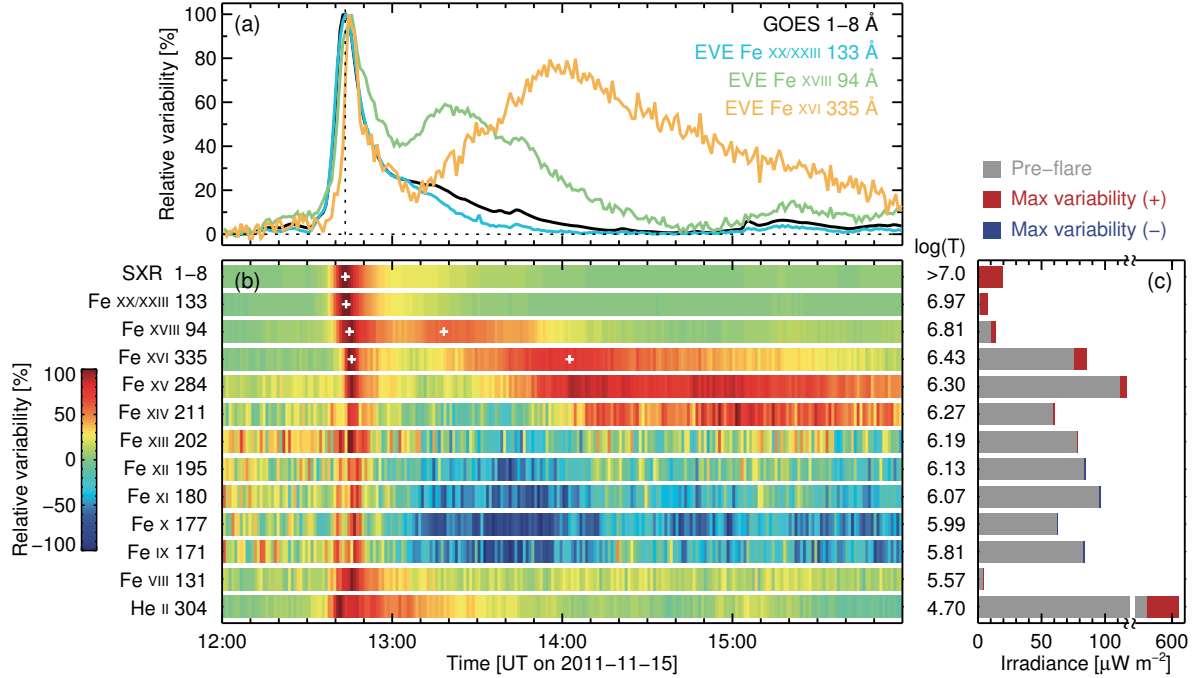 (a)
GOES 1−8 Å
EVE Fe XX/XXIII 133 Å
EVE Fe XVIII 94 Å
EVE Fe XVI 335 Å
Relative variability [%]
100
80
60
40
20
0
Pre−flare
Max variability (+)
Max variability (−)
log(T)
(b)
(c)
SXR 1−8
Fe XX/XXIII 133
Fe XVIII 94
Fe XVI 335
Fe XV 284
Fe XIV 211
Fe XIII 202
Fe XII 195
Fe XI 180
Fe X 177
Fe IX 171
Fe VIII 131
He II 304
>7.0
6.97
6.81
6.43
6.30
6.27
6.19
6.13
6.07
5.99
5.81
5.57
4.70
Relative variability [%]
100
50
0
−50
−100
12:00
13:00
14:00
15:00
Time [UT on 2011−11−15]
0
50
100
600
Irradiance [μW m−2]